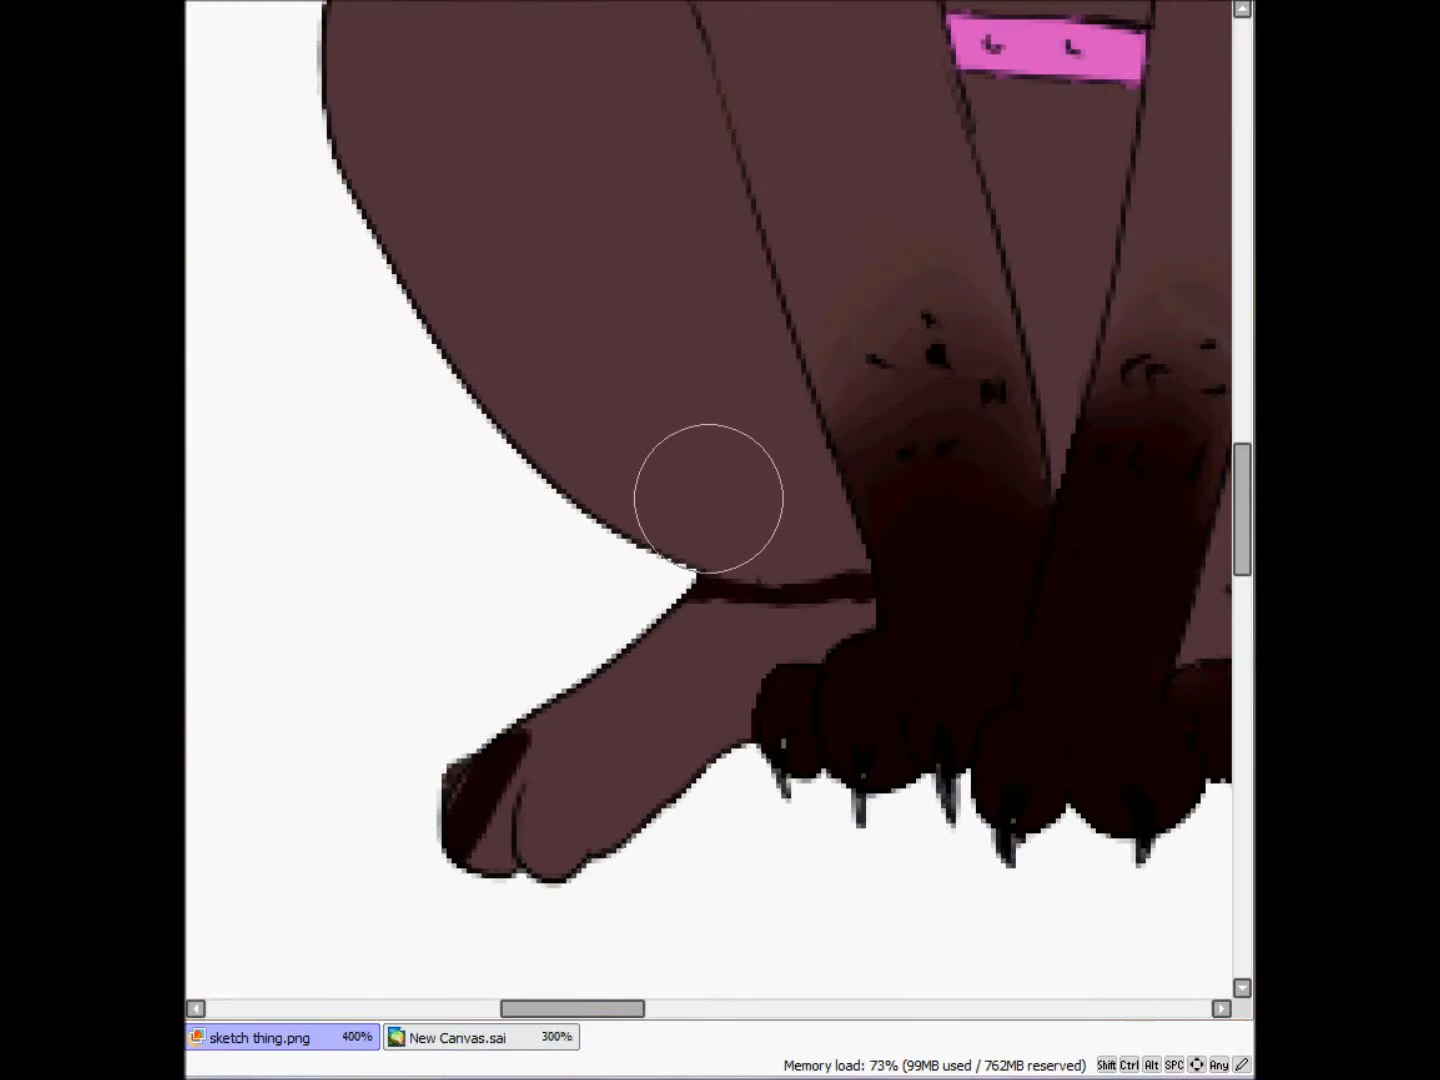 sketch thing.png 400% New Canvas.sai 300%
Memory load: 73% (99MB used / 762MB reserved) Shift Ctrl Alt SPC Any